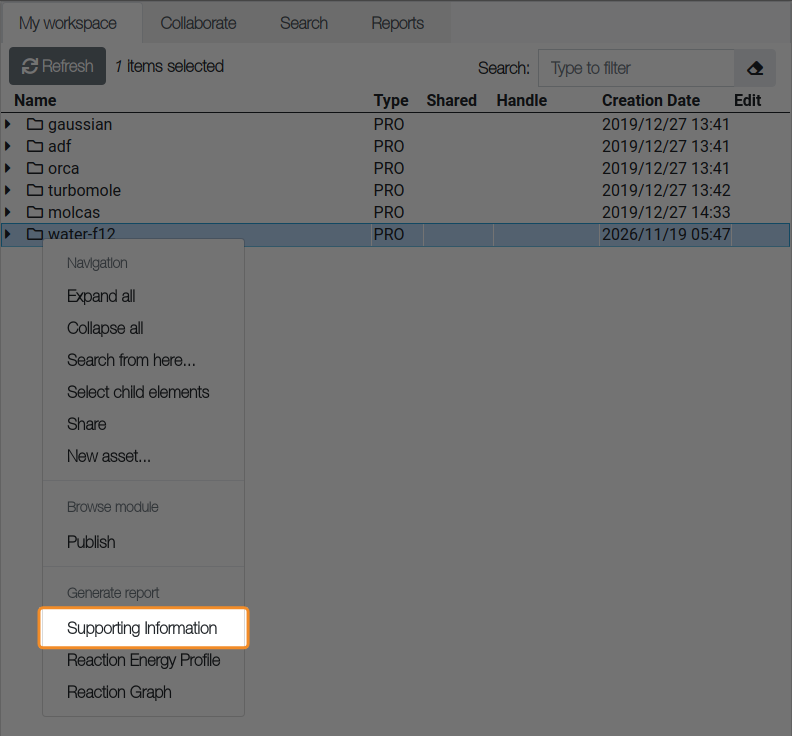 My workspace Collaborate Search Reports
Refresh 1 items selected Search: Type to filter
Name Type Shared Handle Creation Date Edit
gaussian PRO 2019/12/27 13:41
adf PRO 2019/12/27 13:41
orca PRO 2019/12/27 13:41
turbomole PRO 2019/12/27 13:42
molcas PRO 2019/12/27 14:33
water-f12 PRO 2026/11/19 05:47
Navigation
Expand all
Collapse all
Search from here...
Select child elements
Share
New asset...
Browse module
Publish
Generate report
Supporting Information
Reaction Energy Profile
Reaction Graph